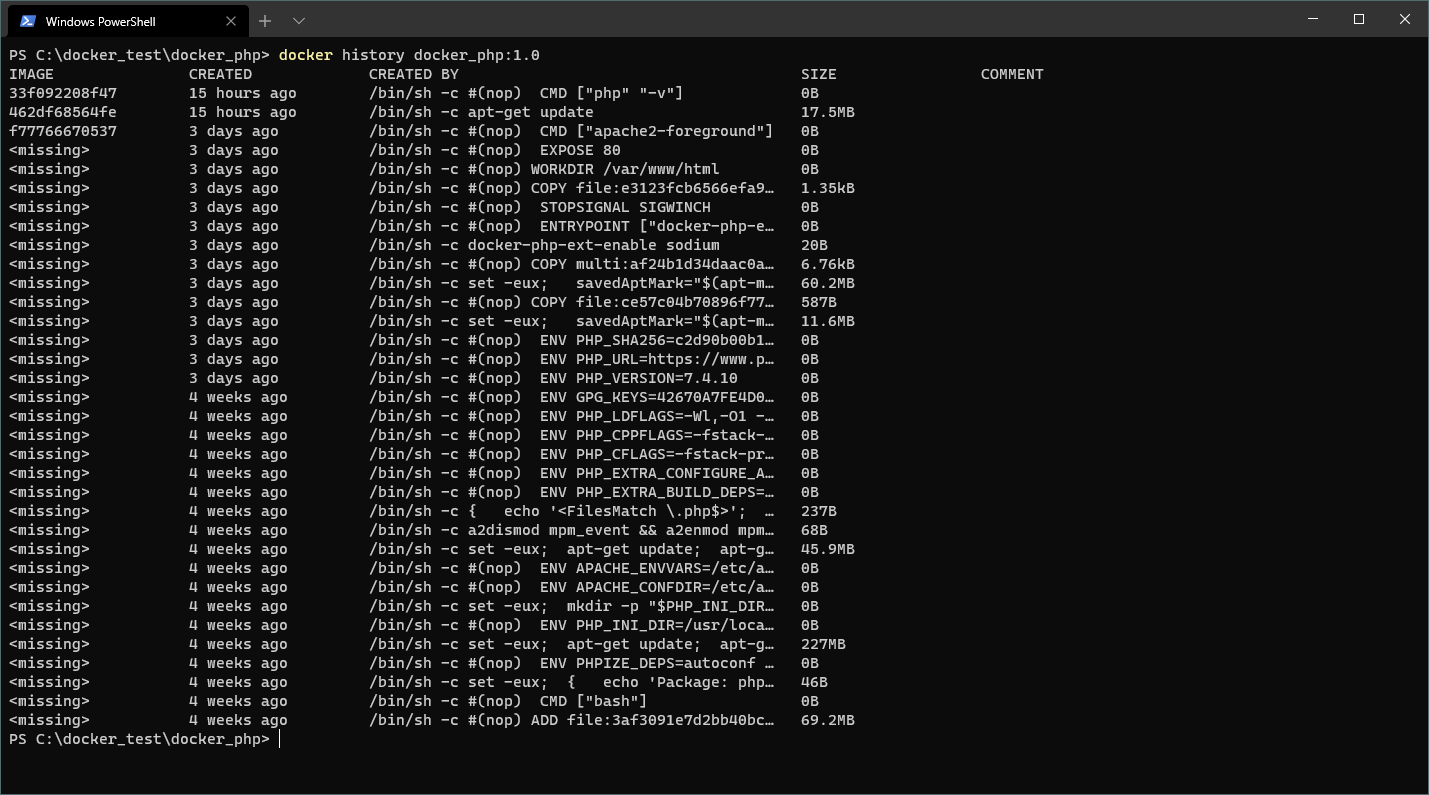 Windows PowerShell
PS C:\docker_test\docker_php> docker history docker_php:1.0
IMAGE CREATED CREATED BY SIZE COMMENT
33f092208f47 15 hours ago /bin/sh -c #(nop)  CMD ["php" "-v"] 0B
462df68564fe 15 hours ago /bin/sh -c apt-get update 17.5MB
f77766670537 3 days ago /bin/sh -c #(nop)  CMD ["apache2-foreground"] 0B
<missing> 3 days ago /bin/sh -c #(nop)  EXPOSE 80 0B
<missing> 3 days ago /bin/sh -c #(nop) WORKDIR /var/www/html 0B
<missing> 3 days ago /bin/sh -c #(nop) COPY file:e3123fcb6566efa9… 1.35kB
<missing> 3 days ago /bin/sh -c #(nop)  STOPSIGNAL SIGWINCH 0B
<missing> 3 days ago /bin/sh -c #(nop)  ENTRYPOINT ["docker-php-e… 0B
<missing> 3 days ago /bin/sh -c docker-php-ext-enable sodium 20B
<missing> 3 days ago /bin/sh -c #(nop) COPY multi:af24b1d34daac0a… 6.76kB
<missing> 3 days ago /bin/sh -c set -eux;   savedAptMark="$(apt-m… 60.2MB
<missing> 3 days ago /bin/sh -c #(nop) COPY file:ce57c04b70896f77… 587B
<missing> 3 days ago /bin/sh -c set -eux;   savedAptMark="$(apt-m… 11.6MB
<missing> 3 days ago /bin/sh -c #(nop)  ENV PHP_SHA256=c2d90b00b1… 0B
<missing> 3 days ago /bin/sh -c #(nop)  ENV PHP_URL=https://www.p… 0B
<missing> 3 days ago /bin/sh -c #(nop)  ENV PHP_VERSION=7.4.10 0B
<missing> 4 weeks ago /bin/sh -c #(nop)  ENV GPG_KEYS=42670A7FE4D0… 0B
<missing> 4 weeks ago /bin/sh -c #(nop)  ENV PHP_LDFLAGS=-Wl,-O1 -… 0B
<missing> 4 weeks ago /bin/sh -c #(nop)  ENV PHP_CPPFLAGS=-fstack-… 0B
<missing> 4 weeks ago /bin/sh -c #(nop)  ENV PHP_CFLAGS=-fstack-pr… 0B
<missing> 4 weeks ago /bin/sh -c #(nop)  ENV PHP_EXTRA_CONFIGURE_A… 0B
<missing> 4 weeks ago /bin/sh -c #(nop)  ENV PHP_EXTRA_BUILD_DEPS=… 0B
<missing> 4 weeks ago /bin/sh -c {   echo '<FilesMatch \.php$>';  … 237B
<missing> 4 weeks ago /bin/sh -c a2dismod mpm_event && a2enmod mpm… 68B
<missing> 4 weeks ago /bin/sh -c set -eux;  apt-get update;  apt-g… 45.9MB
<missing> 4 weeks ago /bin/sh -c #(nop)  ENV APACHE_ENVVARS=/etc/a… 0B
<missing> 4 weeks ago /bin/sh -c #(nop)  ENV APACHE_CONFDIR=/etc/a… 0B
<missing> 4 weeks ago /bin/sh -c set -eux;  mkdir -p "$PHP_INI_DIR… 0B
<missing> 4 weeks ago /bin/sh -c #(nop)  ENV PHP_INI_DIR=/usr/loca… 0B
<missing> 4 weeks ago /bin/sh -c set -eux;  apt-get update;  apt-g… 227MB
<missing> 4 weeks ago /bin/sh -c #(nop)  ENV PHPIZE_DEPS=autoconf … 0B
<missing> 4 weeks ago /bin/sh -c set -eux;  {   echo 'Package: php… 46B
<missing> 4 weeks ago /bin/sh -c #(nop)  CMD ["bash"] 0B
<missing> 4 weeks ago /bin/sh -c #(nop) ADD file:3af3091e7d2bb40bc… 69.2MB
PS C:\docker_test\docker_php>